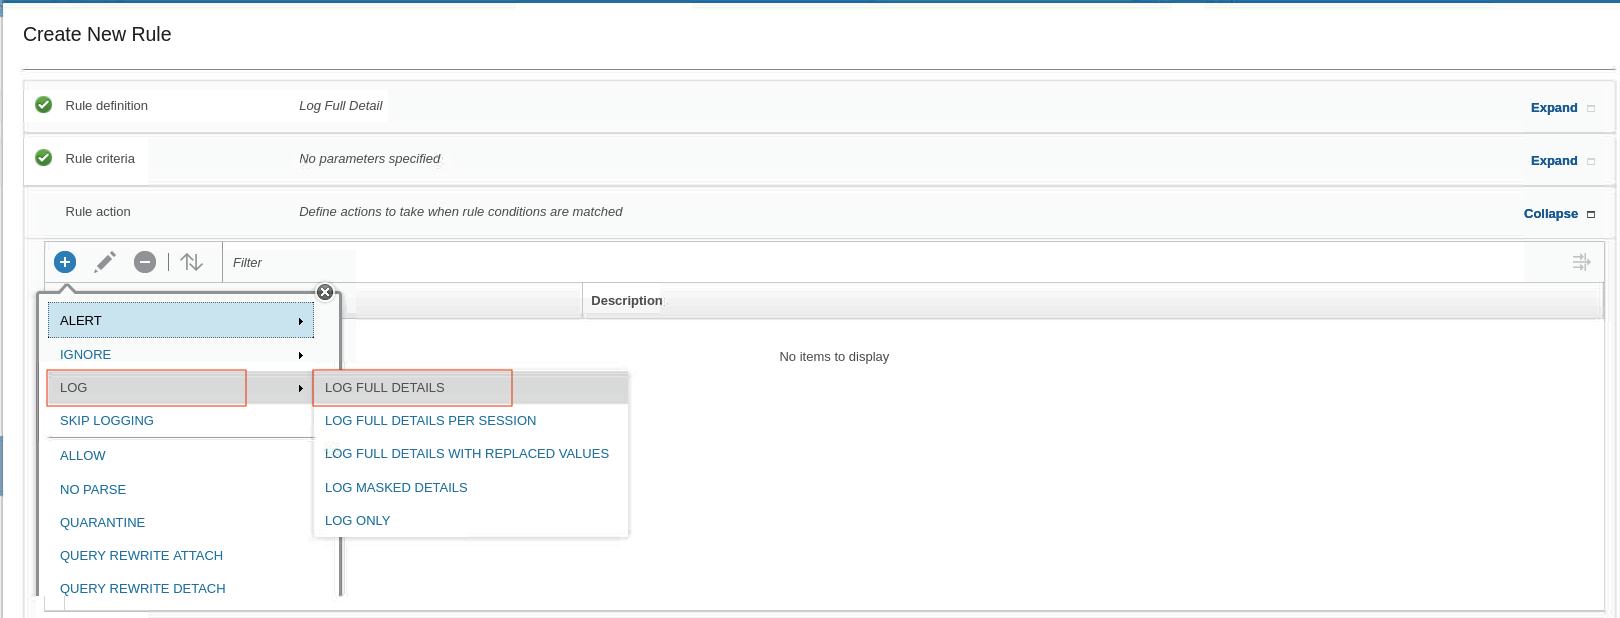 Create New Rule
Rule definition Log Full Detail Expand
Rule criteria No parameters specified Expand
Rule action Define actions to take when rule conditions are matched Collapse
Filter
Description
No items to display
ALERT
IGNORE
LOG
SKIP LOGGING
ALLOW
NO PARSE
QUARANTINE
QUERY REWRITE ATTACH
QUERY REWRITE DETACH
LOG FULL DETAILS
LOG FULL DETAILS PER SESSION
LOG FULL DETAILS WITH REPLACED VALUES
LOG MASKED DETAILS
LOG ONLY